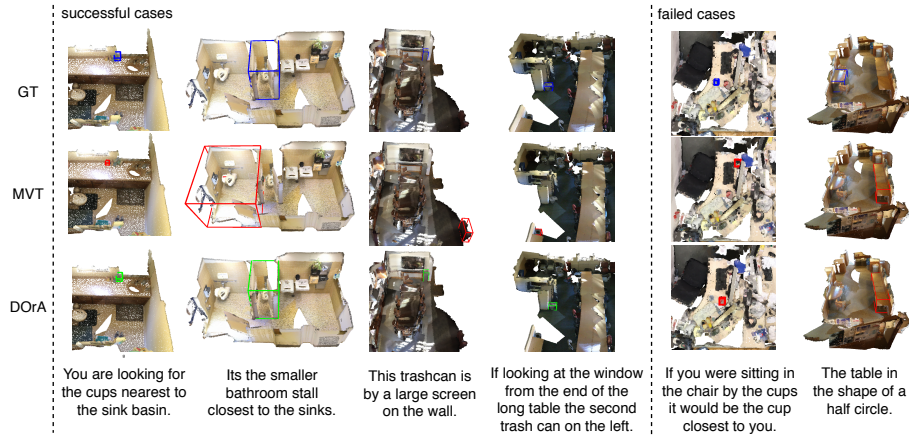 successful cases
failed cases
GT
MVT
DOrA
You are looking for
the cups nearest to
the sink basin.
Its the smaller
bathroom stall
closest to the sinks.
This trashcan is
by a large screen
on the wall.
If looking at the window
from the end of the
long table the second
trash can on the left.
If you were sitting in
the chair by the cups
it would be the cup
closest to you.
The table in
the shape of a
half circle.